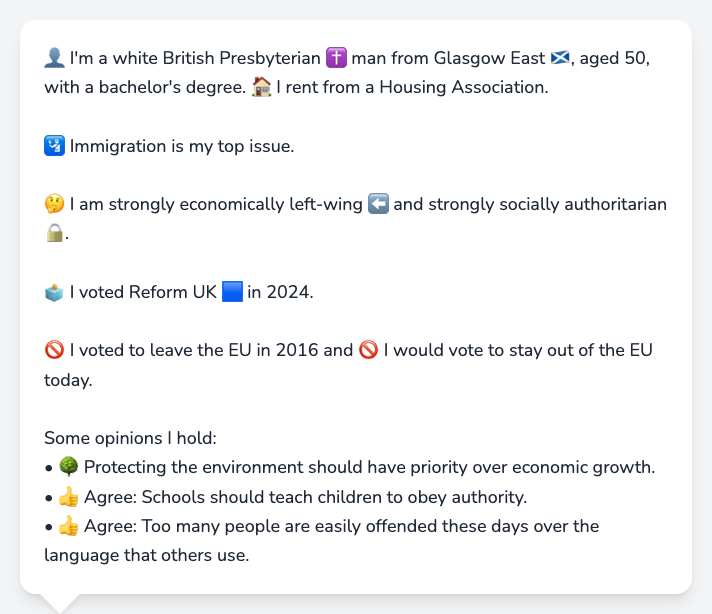 👤 I'm a white British Presbyterian ✝️ man from Glasgow East 🏴󠁧󠁢󠁳󠁣󠁴󠁿, aged 50,
with a bachelor's degree. 🏠 I rent from a Housing Association.
🛂 Immigration is my top issue.
🤔 I am strongly economically left-wing ⬅️ and strongly socially authoritarian
🔒.
🗳️ I voted Reform UK 🟦 in 2024.
🚫 I voted to leave the EU in 2016 and 🚫 I would vote to stay out of the EU
today.
Some opinions I hold:
• 🌳 Protecting the environment should have priority over economic growth.
• 👍 Agree: Schools should teach children to obey authority.
• 👍 Agree: Too many people are easily offended these days over the
language that others use.